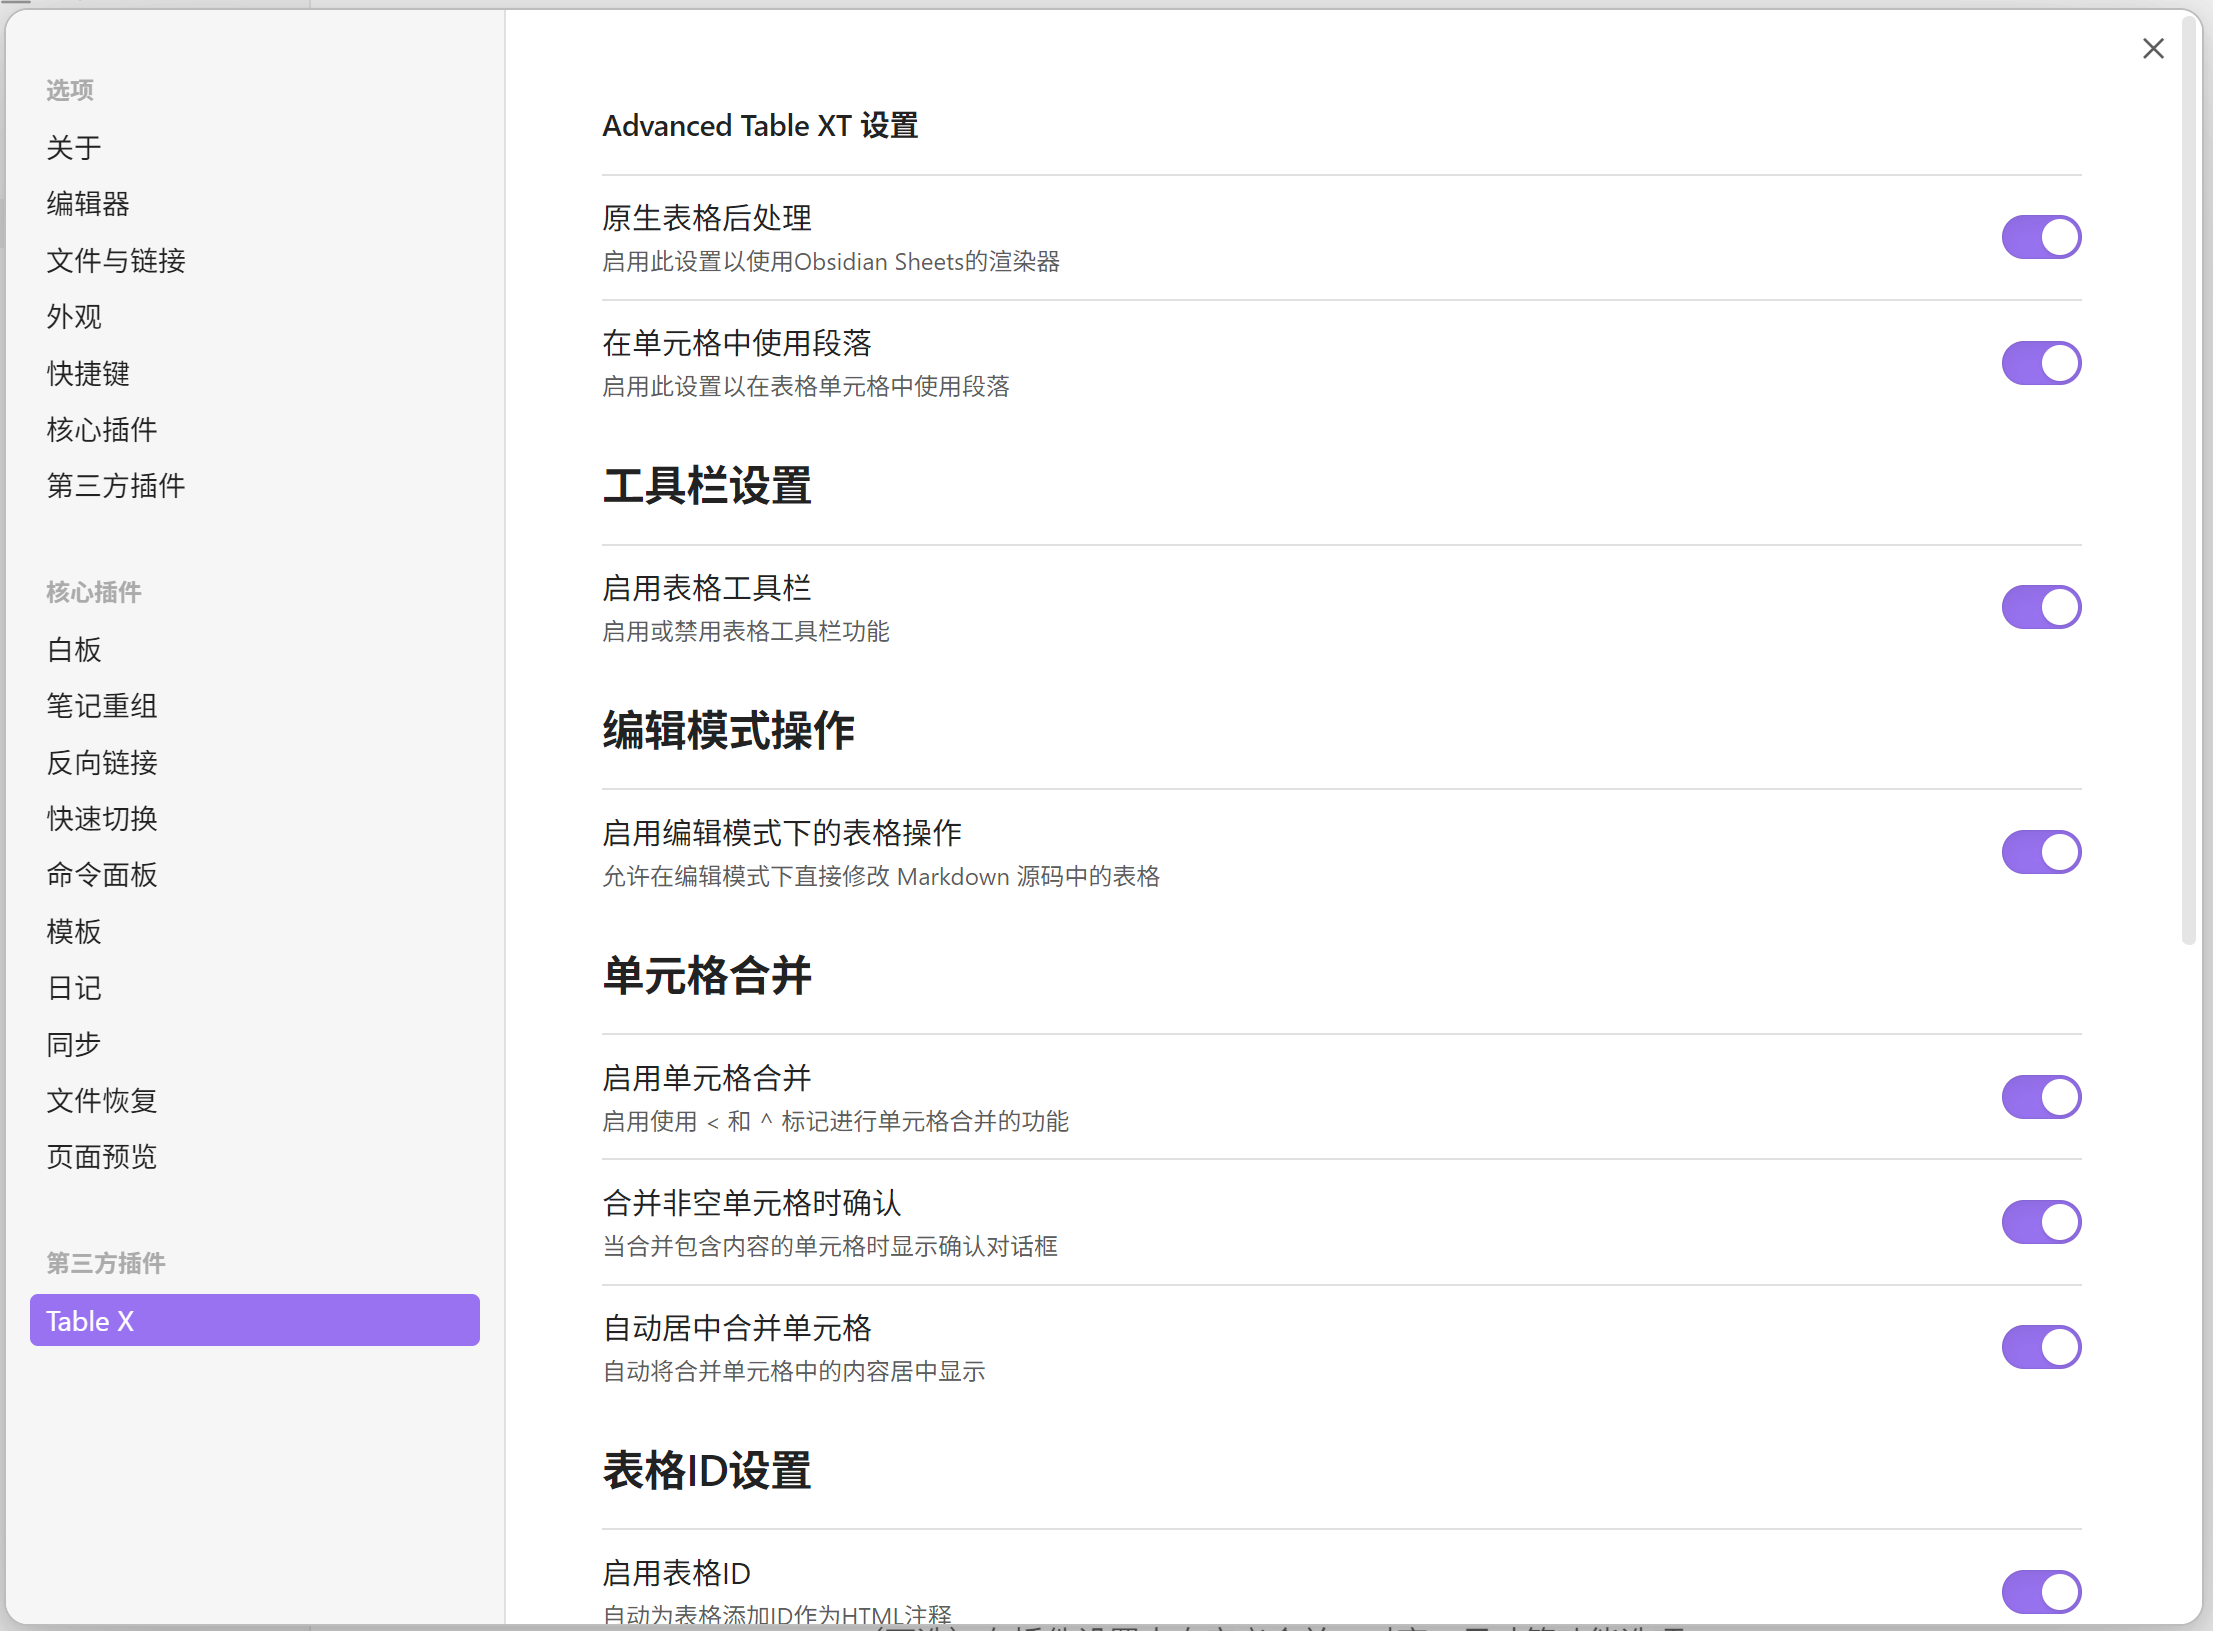 选项
关于
编辑器
文件与链接
外观
快捷键
核心插件
第三方插件
核心插件
白板
笔记重组
反向链接
快速切换
命令面板
模板
日记
同步
文件恢复
页面预览
第三方插件
Table X
Advanced Table XT 设置
原生表格后处理
启用此设置以使用Obsidian Sheets的渲染器
在单元格中使用段落
启用此设置以在表格单元格中使用段落
工具栏设置
启用表格工具栏
启用或禁用表格工具栏功能
编辑模式操作
启用编辑模式下的表格操作
允许在编辑模式下直接修改 Markdown 源码中的表格
单元格合并
启用单元格合并
启用使用 < 和 ^ 标记进行单元格合并的功能
合并非空单元格时确认
当合并包含内容的单元格时显示确认对话框
自动居中合并单元格
自动将合并单元格中的内容居中显示
表格ID设置
启用表格ID
自动为表格添加ID作为HTML注释